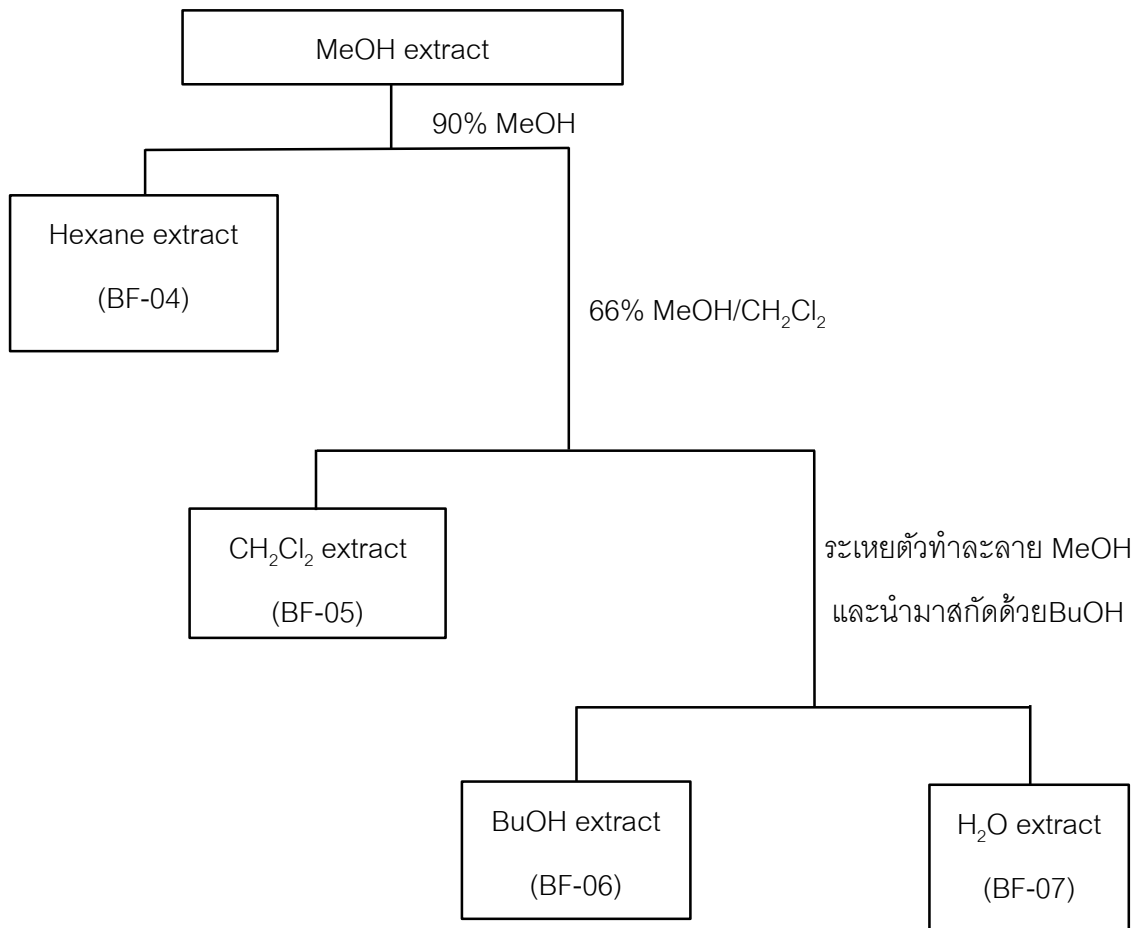 MeOH extract
90% MeOH
Hexane extract
(BF-04)
66% MeOH/CH₂Cl₂
CH₂Cl₂ extract
(BF-05)
ระเหยตัวทำละลาย MeOH
และนำมาสกัดด้วยBuOH
BuOH extract
(BF-06)
H₂O extract
(BF-07)